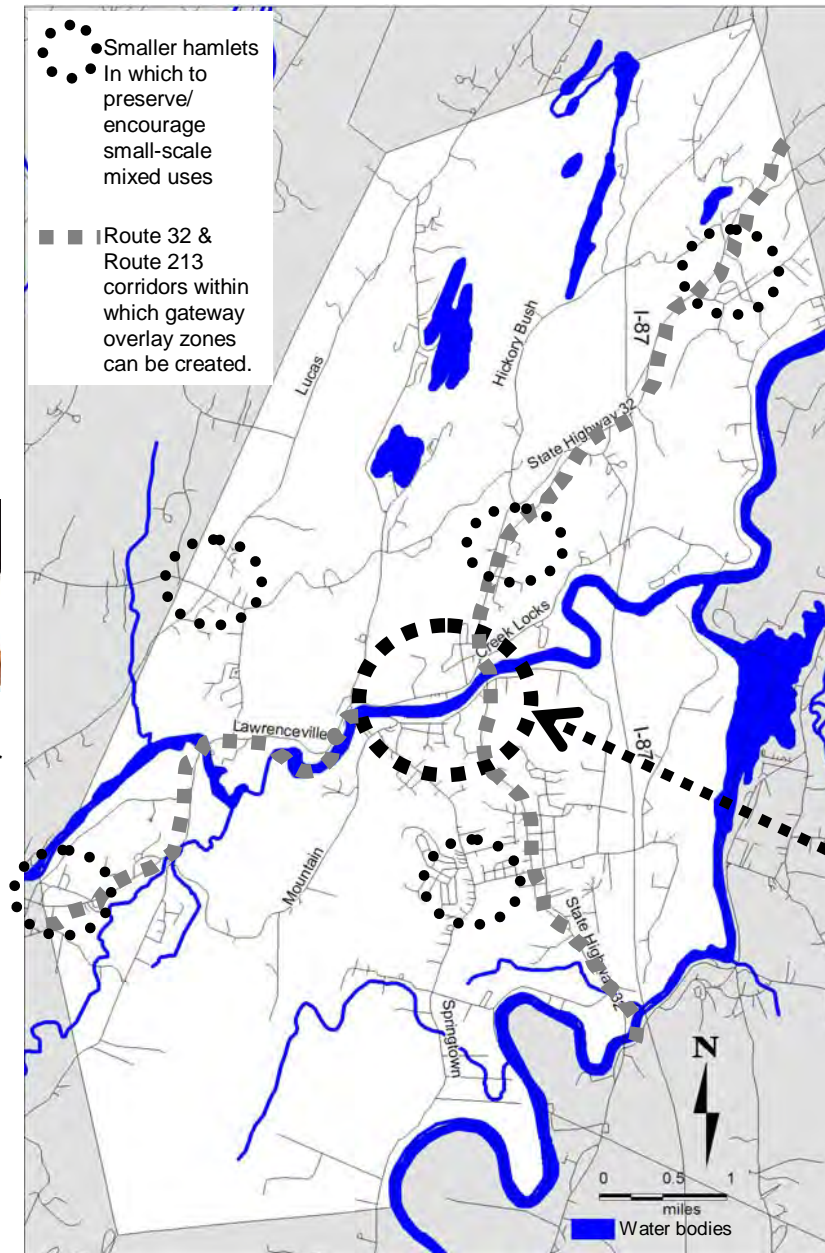 Smaller hamlets
In which to
preserve/
encourage
small-scale
mixed uses
Route 32 &
Route 213
corridors within
which gateway
overlay zones
can be created.
Lucas
Hickory Bush
I-87
State Highway 32
Creek Locks
Lawrenceville
I-87
Mountain
State Highway 32
Springtown
N
0 0.5 1
miles
Water bodies